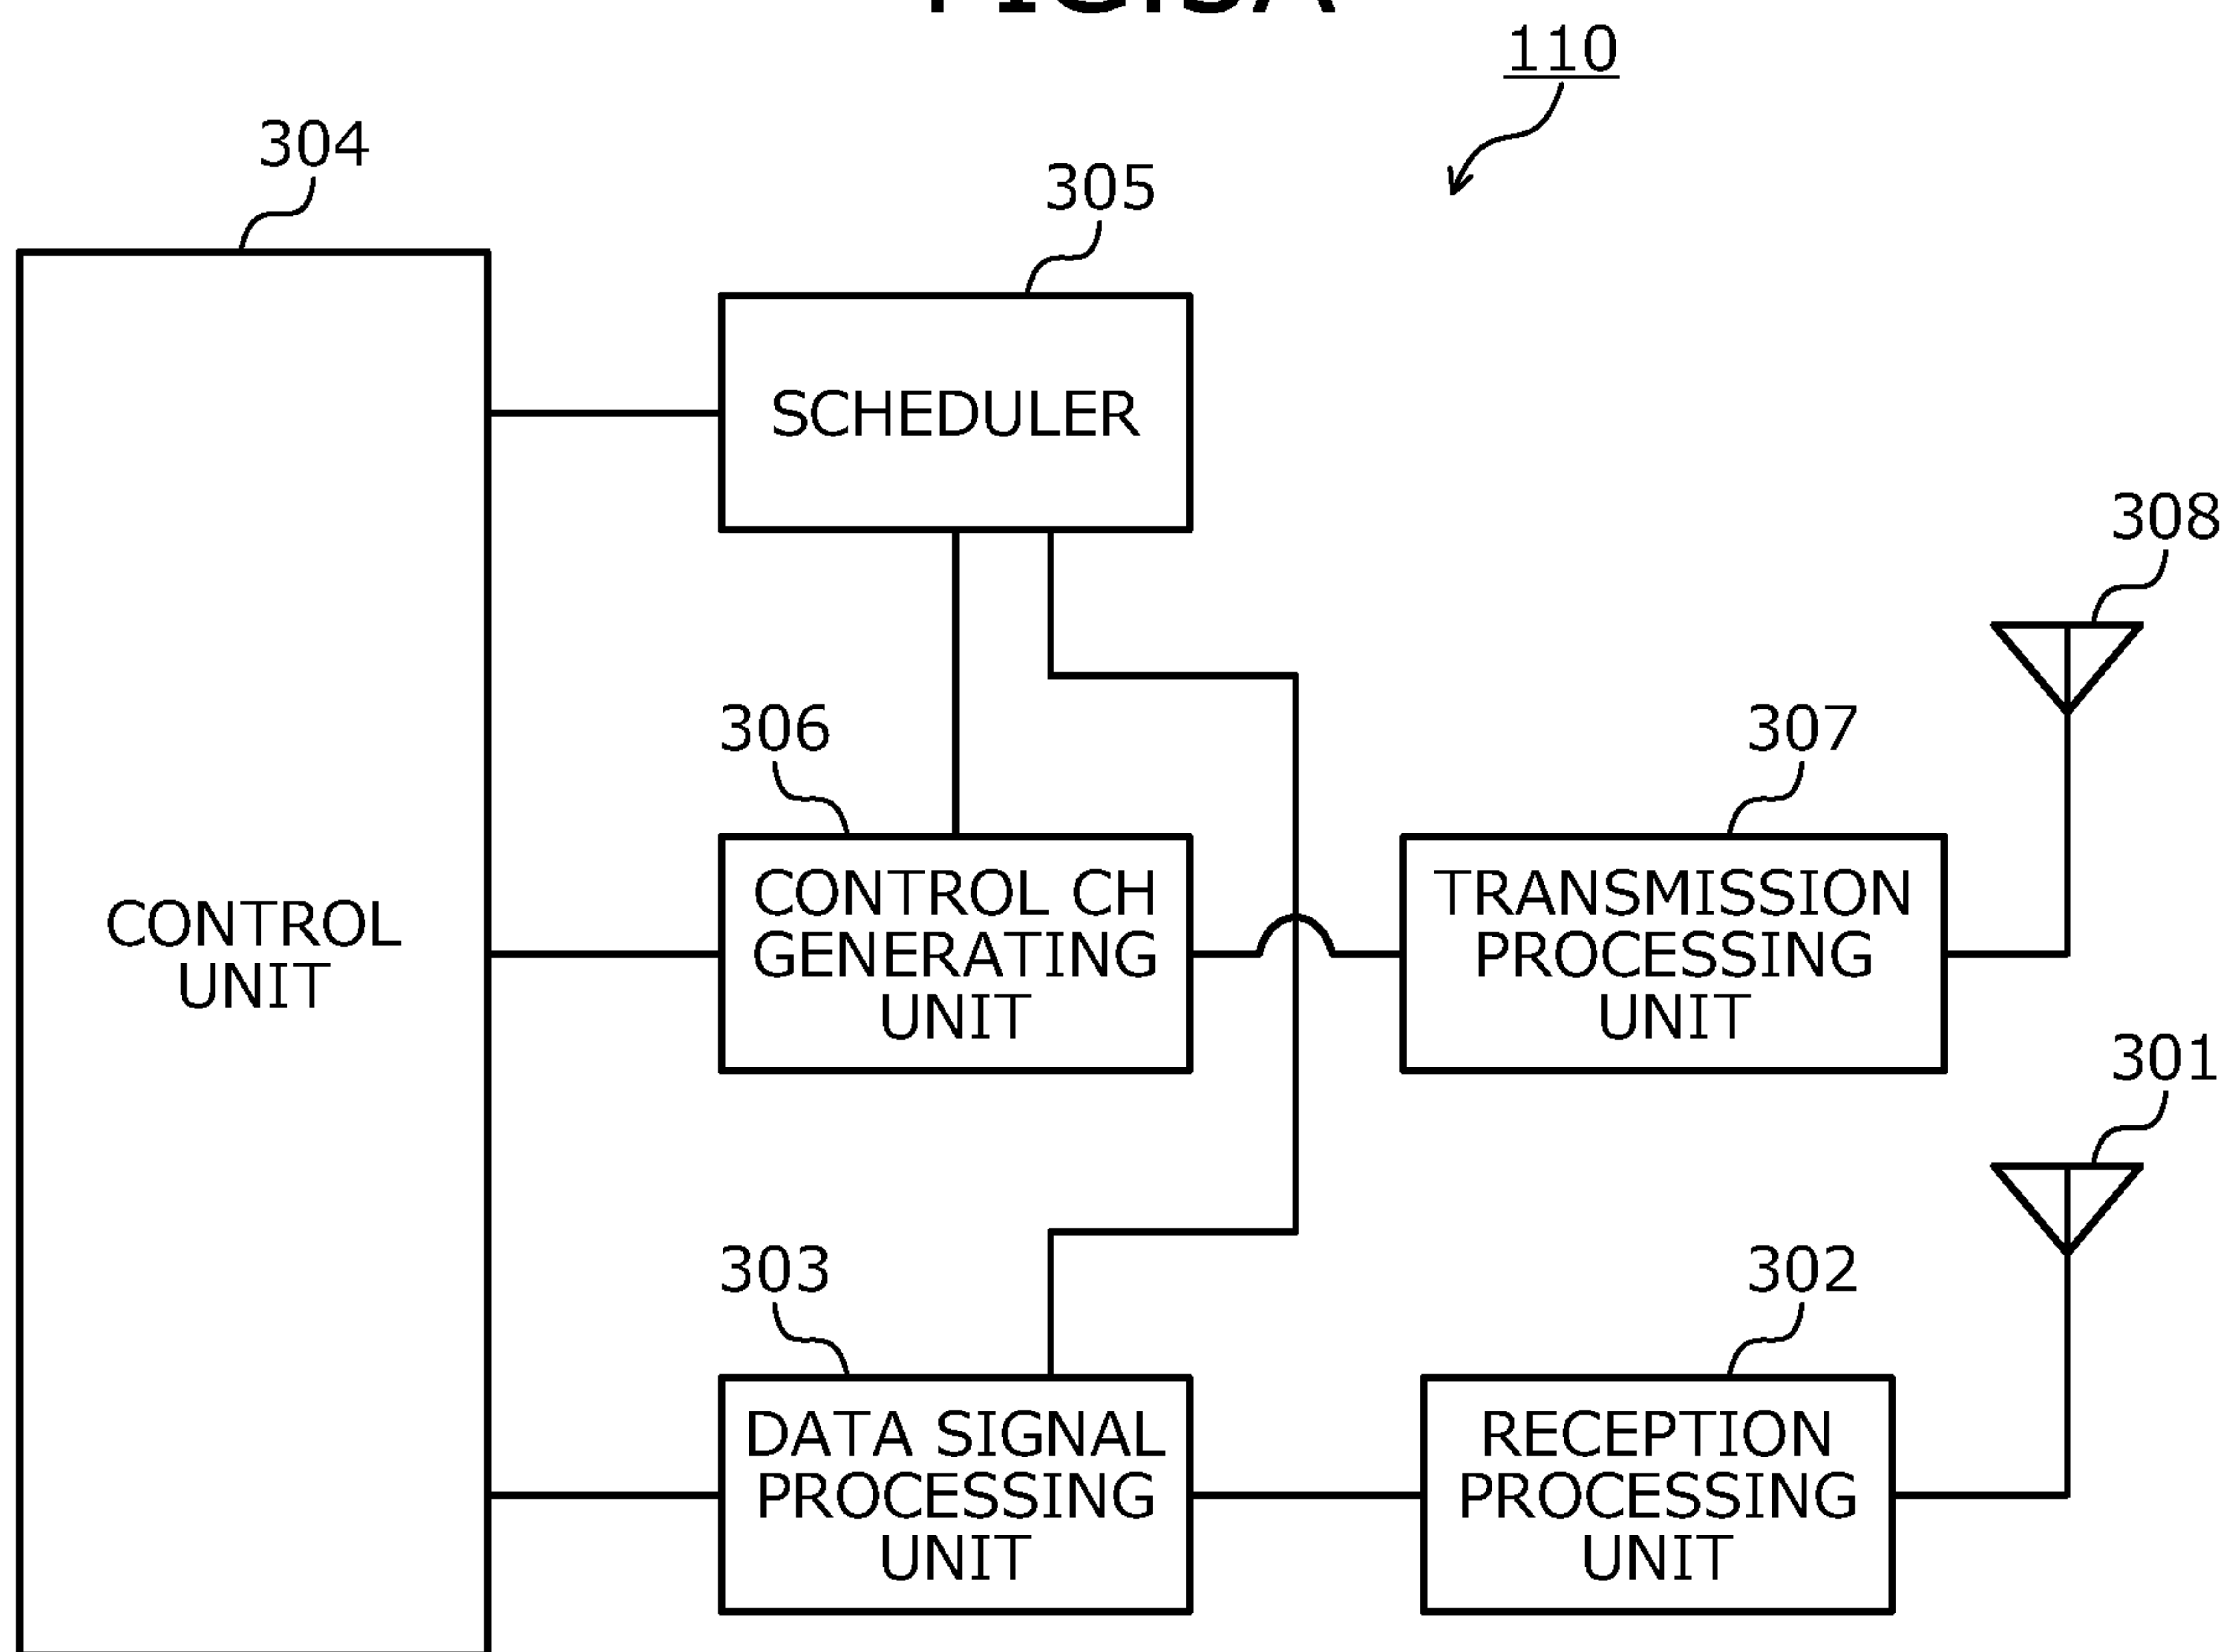 110
304
305
SCHEDULER
308
306
307
CONTROL
UNIT
CONTROL CH
GENERATING
UNIT
TRANSMISSION
PROCESSING
UNIT
301
303
302
DATA SIGNAL
PROCESSING
UNIT
RECEPTION
PROCESSING
UNIT